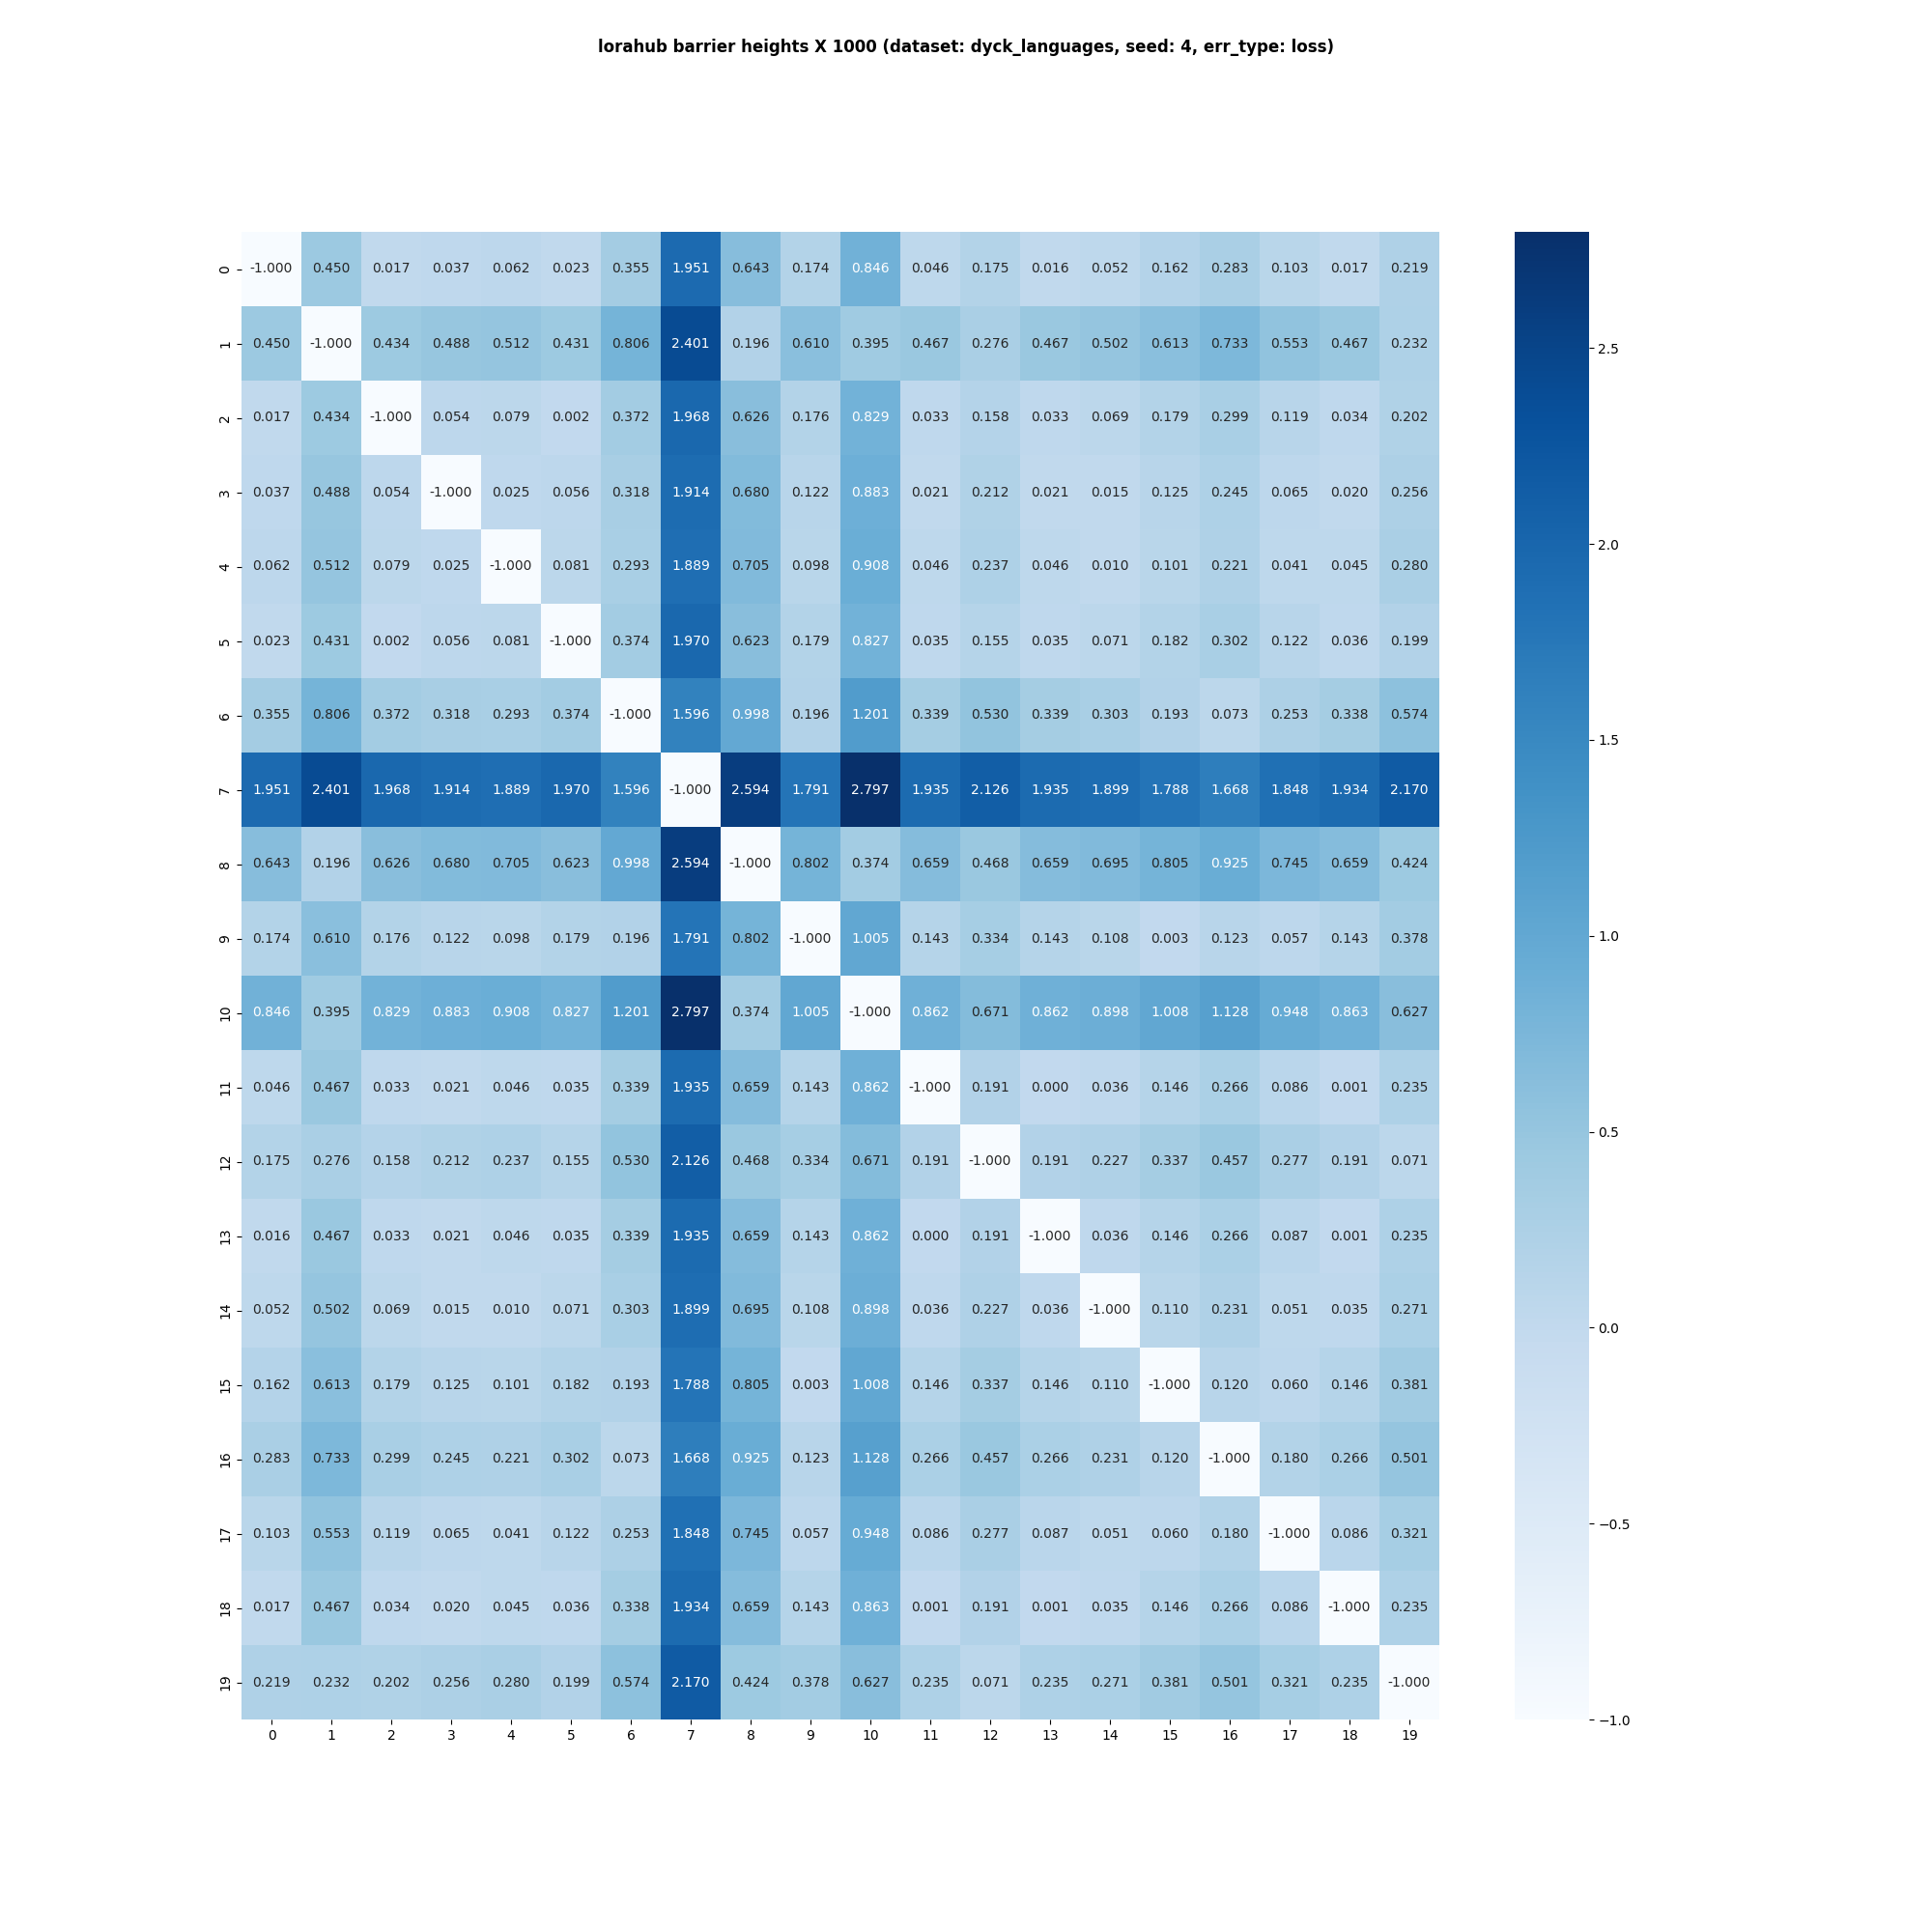 lorahub barrier heights X 1000 (dataset: dyck_languages, seed: 4, err_type: loss)
0 -1.000 0.450 0.017 0.037 0.062 0.023 0.355 1.951 0.643 0.174 0.846 0.046 0.175 0.016 0.052 0.162 0.283 0.103 0.017 0.219
1 0.450 -1.000 0.434 0.488 0.512 0.431 0.806 2.401 0.196 0.610 0.395 0.467 0.276 0.467 0.502 0.613 0.733 0.553 0.467 0.232
2 0.017 0.434 -1.000 0.054 0.079 0.002 0.372 1.968 0.626 0.176 0.829 0.033 0.158 0.033 0.069 0.179 0.299 0.119 0.034 0.202
3 0.037 0.488 0.054 -1.000 0.025 0.056 0.318 1.914 0.680 0.122 0.883 0.021 0.212 0.021 0.015 0.125 0.245 0.065 0.020 0.256
4 0.062 0.512 0.079 0.025 -1.000 0.081 0.293 1.889 0.705 0.098 0.908 0.046 0.237 0.046 0.010 0.101 0.221 0.041 0.045 0.280
5 0.023 0.431 0.002 0.056 0.081 -1.000 0.374 1.970 0.623 0.179 0.827 0.035 0.155 0.035 0.071 0.182 0.302 0.122 0.036 0.199
6 0.355 0.806 0.372 0.318 0.293 0.374 -1.000 1.596 0.998 0.196 1.201 0.339 0.530 0.339 0.303 0.193 0.073 0.253 0.338 0.574
7 1.951 2.401 1.968 1.914 1.889 1.970 1.596 -1.000 2.594 1.791 2.797 1.935 2.126 1.935 1.899 1.788 1.668 1.848 1.934 2.170
8 0.643 0.196 0.626 0.680 0.705 0.623 0.998 2.594 -1.000 0.802 0.374 0.659 0.468 0.659 0.695 0.805 0.925 0.745 0.659 0.424
9 0.174 0.610 0.176 0.122 0.098 0.179 0.196 1.791 0.802 -1.000 1.005 0.143 0.334 0.143 0.108 0.003 0.123 0.057 0.143 0.378
10 0.846 0.395 0.829 0.883 0.908 0.827 1.201 2.797 0.374 1.005 -1.000 0.862 0.671 0.862 0.898 1.008 1.128 0.948 0.863 0.627
11 0.046 0.467 0.033 0.021 0.046 0.035 0.339 1.935 0.659 0.143 0.862 -1.000 0.191 0.000 0.036 0.146 0.266 0.086 0.001 0.235
12 0.175 0.276 0.158 0.212 0.237 0.155 0.530 2.126 0.468 0.334 0.671 0.191 -1.000 0.191 0.227 0.337 0.457 0.277 0.191 0.071
13 0.016 0.467 0.033 0.021 0.046 0.035 0.339 1.935 0.659 0.143 0.862 0.000 0.191 -1.000 0.036 0.146 0.266 0.087 0.001 0.235
14 0.052 0.502 0.069 0.015 0.010 0.071 0.303 1.899 0.695 0.108 0.898 0.036 0.227 0.036 -1.000 0.110 0.231 0.051 0.035 0.271
15 0.162 0.613 0.179 0.125 0.101 0.182 0.193 1.788 0.805 0.003 1.008 0.146 0.337 0.146 0.110 -1.000 0.120 0.060 0.146 0.381
16 0.283 0.733 0.299 0.245 0.221 0.302 0.073 1.668 0.925 0.123 1.128 0.266 0.457 0.266 0.231 0.120 -1.000 0.180 0.266 0.501
17 0.103 0.553 0.119 0.065 0.041 0.122 0.253 1.848 0.745 0.057 0.948 0.086 0.277 0.087 0.051 0.060 0.180 -1.000 0.086 0.321
18 0.017 0.467 0.034 0.020 0.045 0.036 0.338 1.934 0.659 0.143 0.863 0.001 0.191 0.001 0.035 0.146 0.266 0.086 -1.000 0.235
19 0.219 0.232 0.202 0.256 0.280 0.199 0.574 2.170 0.424 0.378 0.627 0.235 0.071 0.235 0.271 0.381 0.501 0.321 0.235 -1.000
0 1 2 3 4 5 6 7 8 9 10 11 12 13 14 15 16 17 18 19
2.5
2.0
1.5
1.0
0.5
0.0
−0.5
−1.0